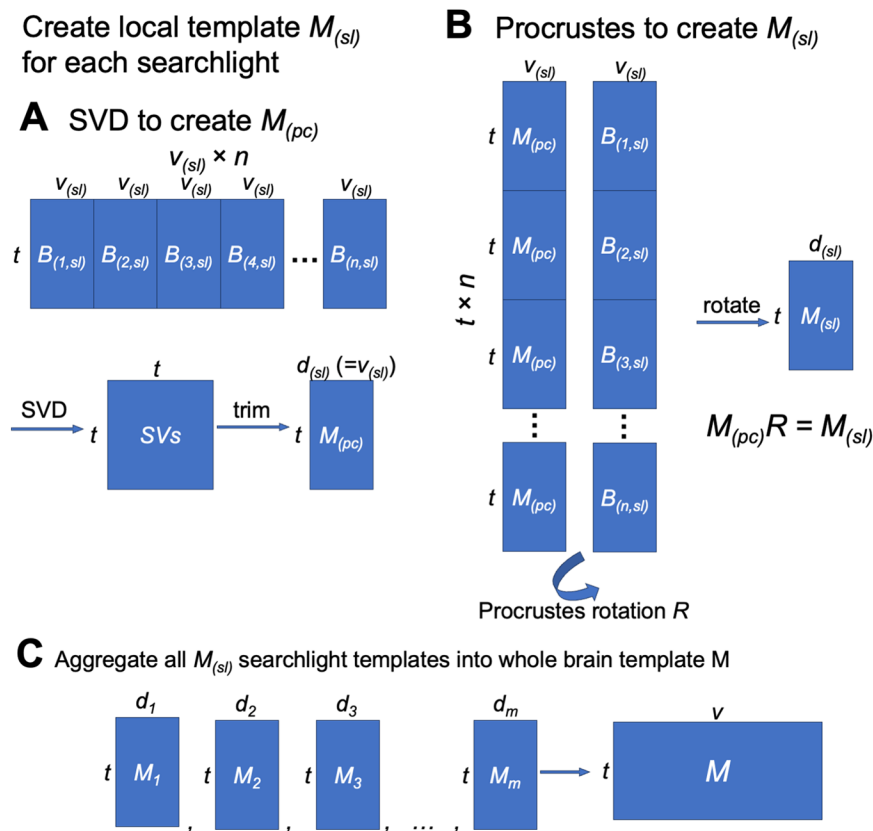 Create local template M(sl)
for each searchlight
A SVD to create M(pc)
v(sl) × n
v(sl) v(sl) v(sl) v(sl) v(sl)
t B(1,sl) B(2,sl) B(3,sl) B(4,sl) ... B(n,sl)
t d(sl) (=v(sl))
SVD t SVs trim t M(pc)
B Procrustes to create M(sl)
v(sl) v(sl)
t M(pc) B(1,sl)
t M(pc) B(2,sl)
t × n
t M(pc) B(3,sl)
... ...
t M(pc) B(n,sl)
Procrustes rotation R
d(sl)
rotate t M(sl)
M(pc)R = M(sl)
C Aggregate all M(sl) searchlight templates into whole brain template M
d1 d2 d3 dm v
t M1 , t M2 , t M3 , ... , t Mm t M